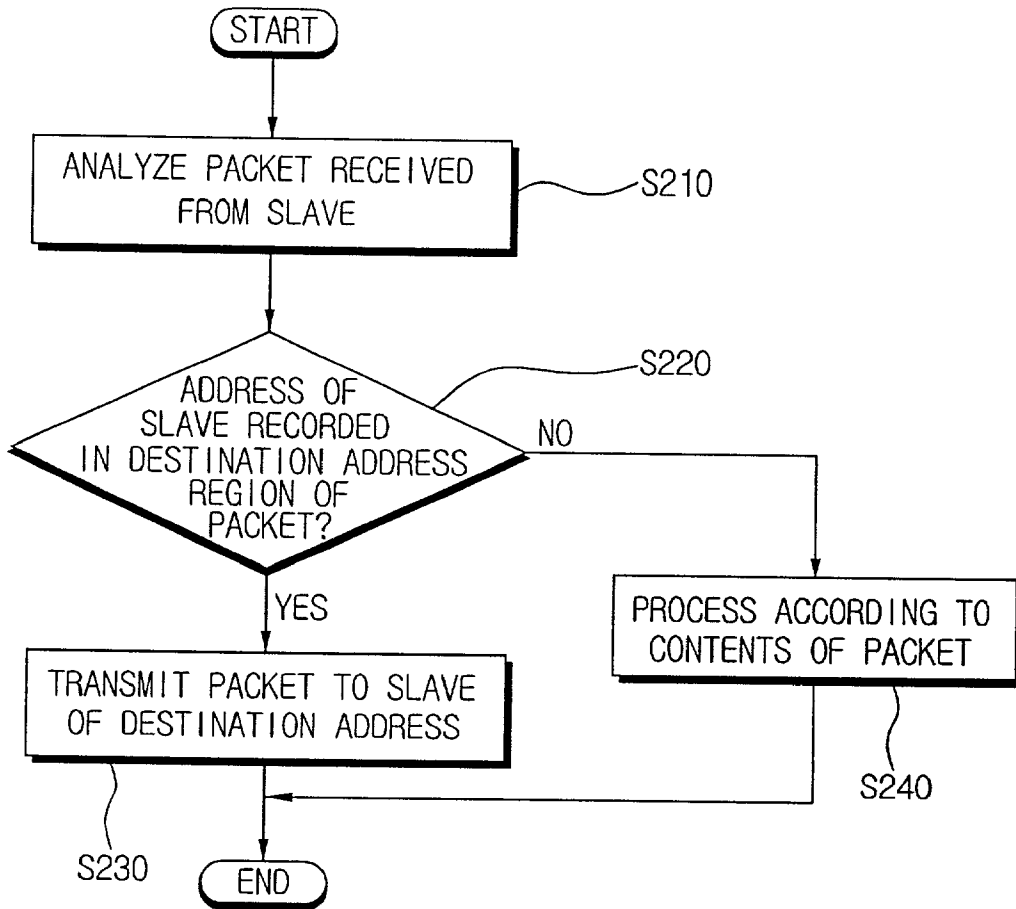 START
ANALYZE PACKET RECEIVED
FROM SLAVE
S210
ADDRESS OF
SLAVE RECORDED
IN DESTINATION ADDRESS
REGION OF
PACKET?
S220
NO
YES
PROCESS ACCORDING TO
CONTENTS OF PACKET
TRANSMIT PACKET TO SLAVE
OF DESTINATION ADDRESS
S240
S230
END